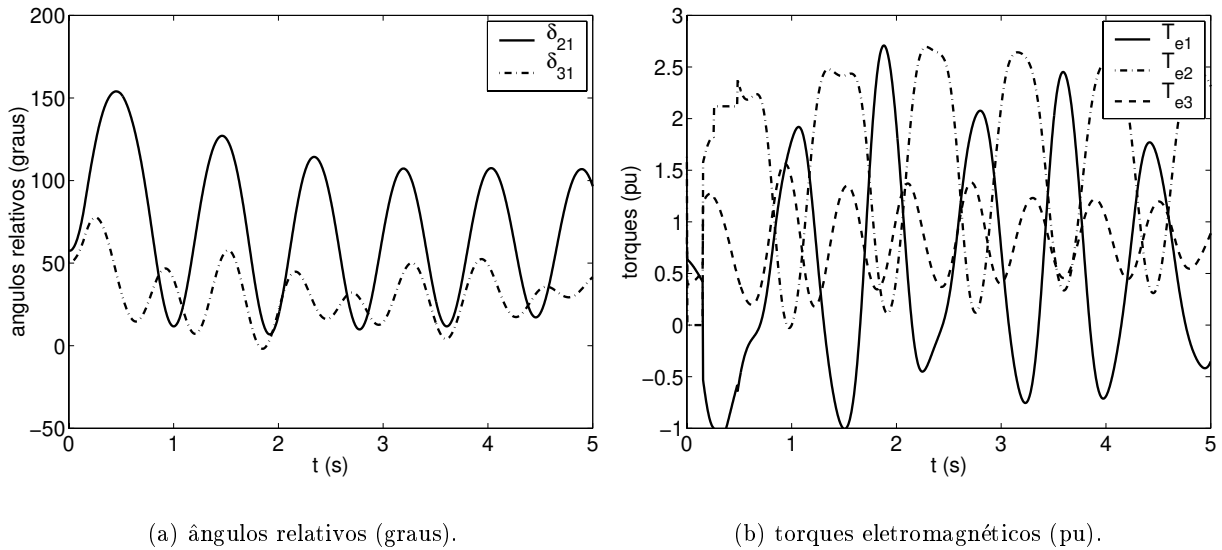 200
150
100
50
0
−50
ângulos relativos (graus)
0 1 2 3 4 5
t (s)
δ21
δ31
3
2.5
2
1.5
1
0.5
0
−0.5
−1
torques (pu)
0 1 2 3 4 5
t (s)
Te1
Te2
Te3
(a) ângulos relativos (graus).
(b) torques eletromagnéticos (pu).